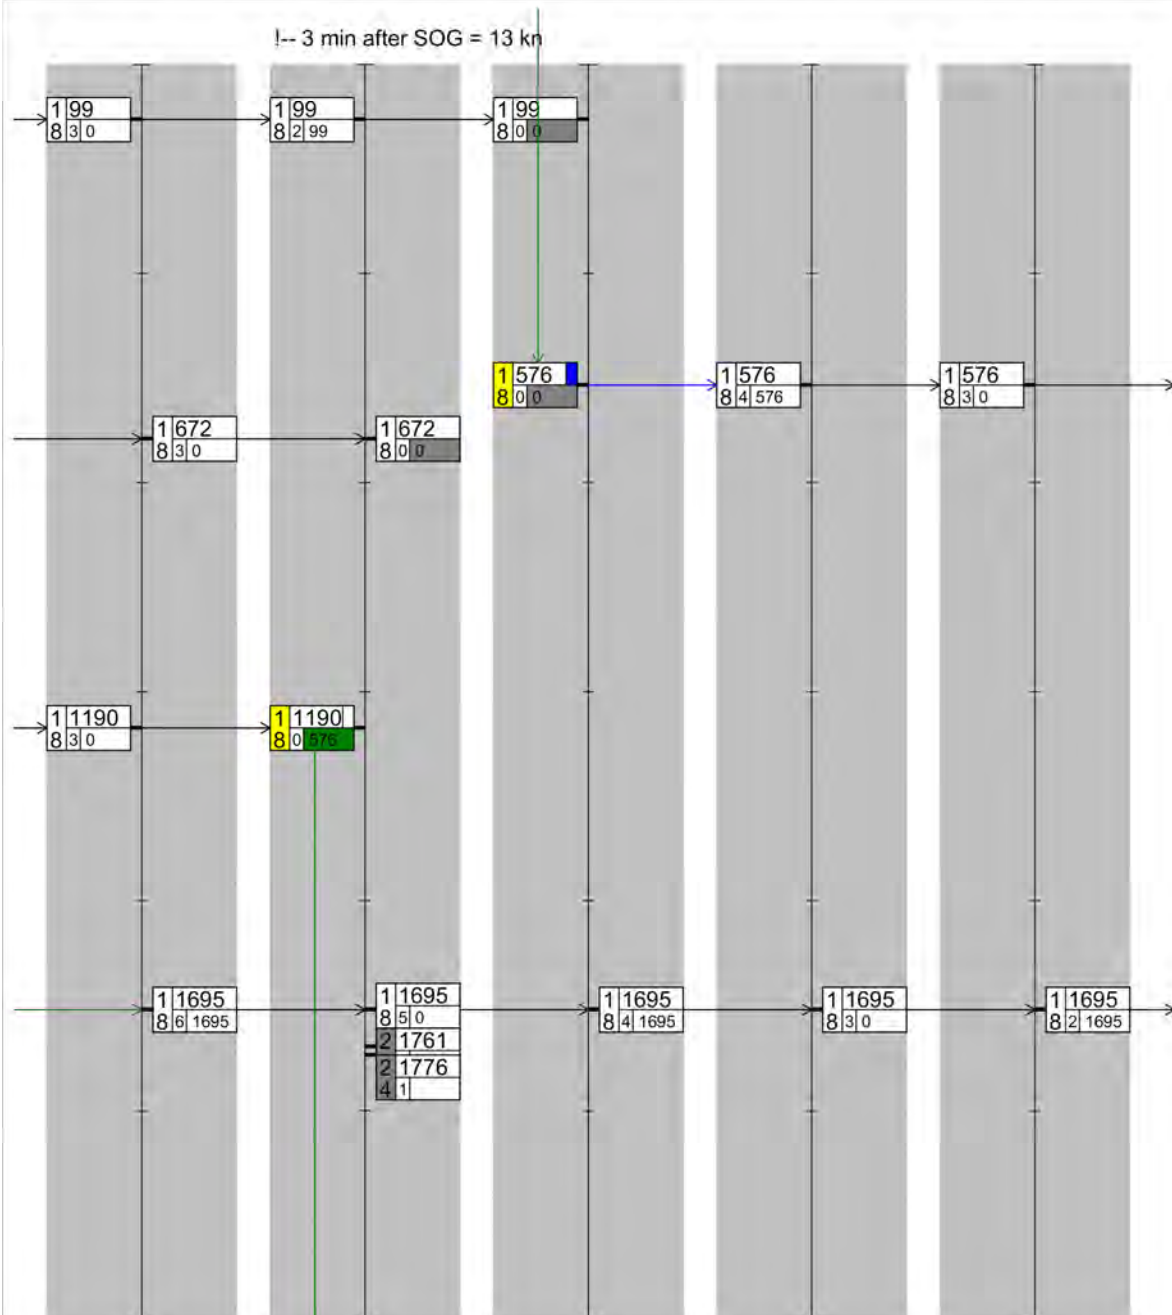 !-- 3 min after SOG = 13 kn
1 99 1 99 1 99
8 3 0 8 2 99 8 0 0
1 576 1 576 1 576
8 0 0 8 4 576 8 3 0
1 672 1 672
8 3 0 8 0 0
1 1190 1 1190
8 3 0 8 0 576
1 1695 1 1695 1 1695 1 1695 1 1695
8 6 1695 8 5 0 8 4 1695 8 3 0 8 2 1695
2 1761
2 1776
4 1